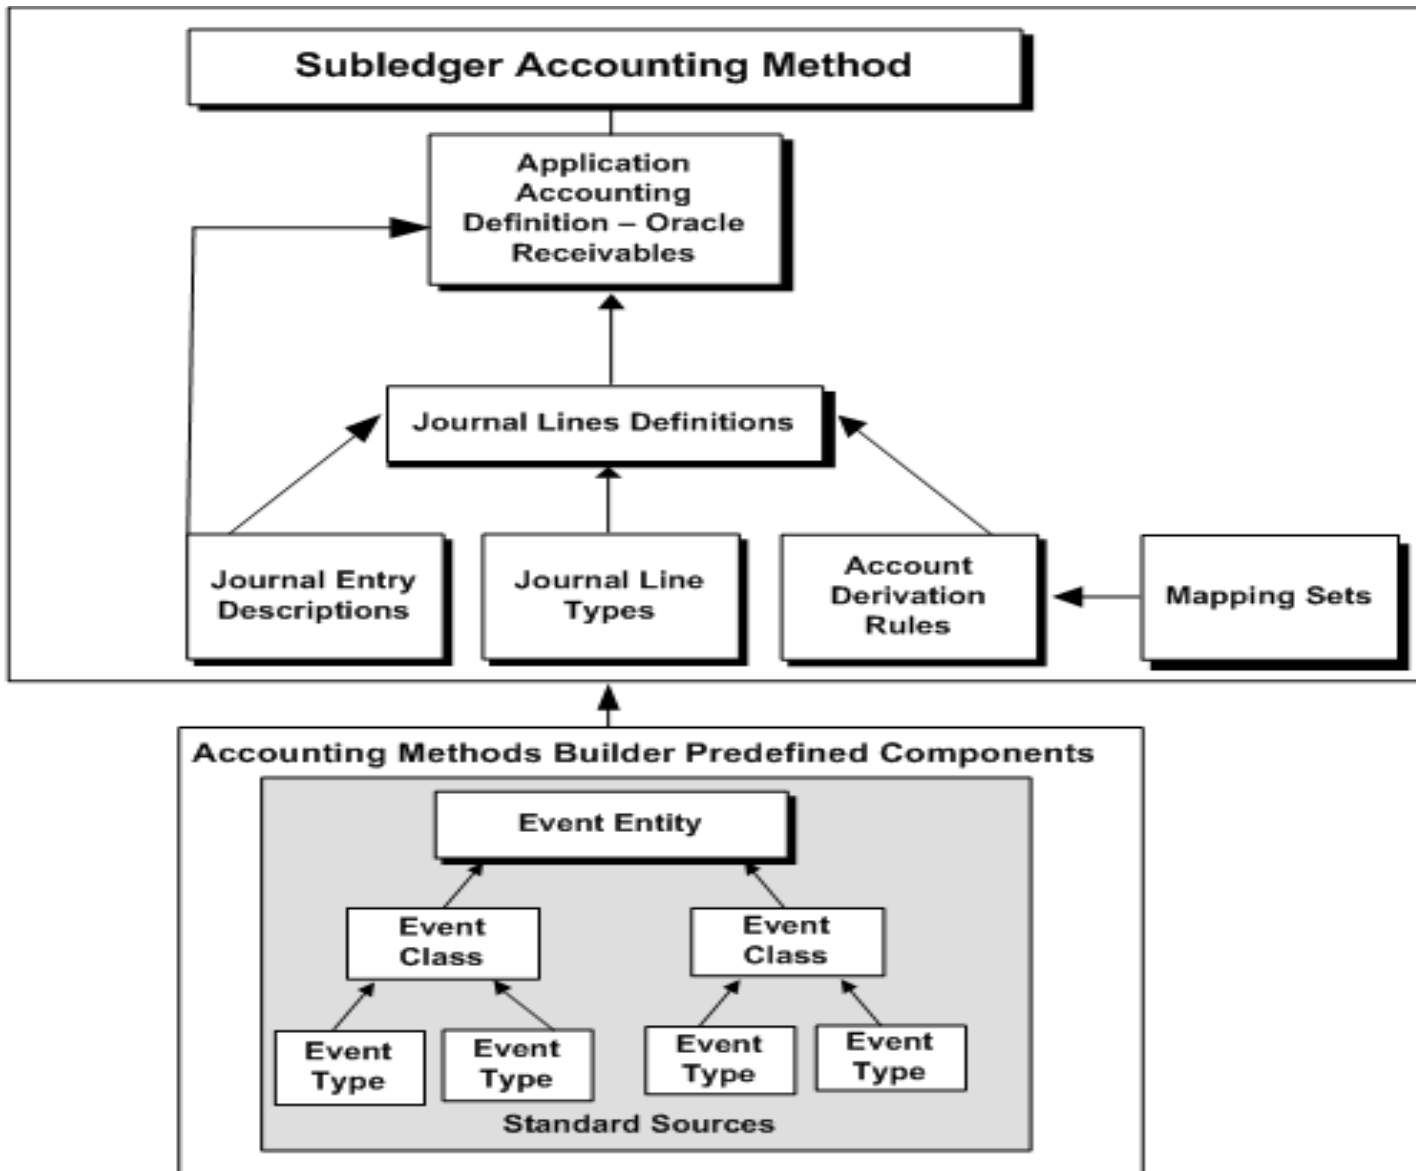 Subledger Accounting Method
Application
Accounting
Definition – Oracle
Receivables
Journal Lines Definitions
Journal Entry
Descriptions
Journal Line
Types
Account
Derivation
Rules
Mapping Sets
Accounting Methods Builder Predefined Components
Event Entity
Event
Class
Event
Class
Event
Type
Event
Type
Event
Type
Event
Type
Standard Sources